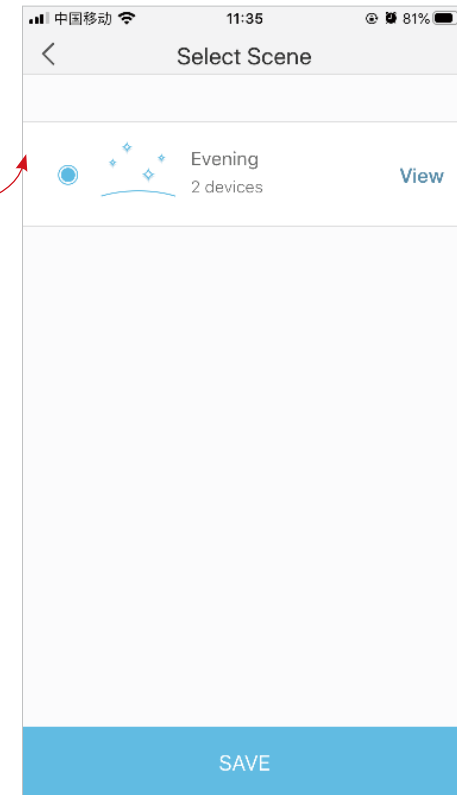 中国移动 11:35 81%
Select Scene
Evening
2 devices
View
SAVE